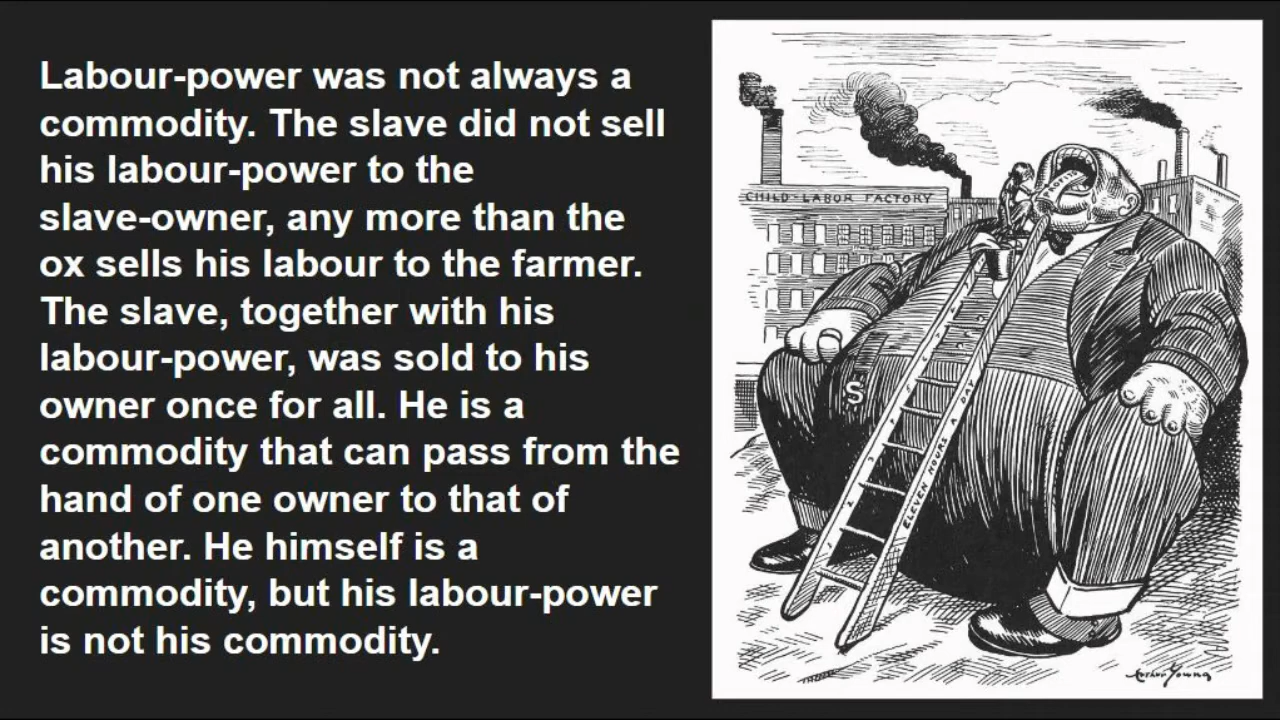 Labour-power was not always a
commodity. The slave did not sell
his labour-power to the
slave-owner, any more than the
ox sells his labour to the farmer.
The slave, together with his
labour-power, was sold to his
owner once for all. He is a
commodity that can pass from the
hand of one owner to that of
another. He himself is a
commodity, but his labour-power
is not his commodity.
CHILD-LABOR FACTORY
PROFITS
$
ELEVEN HOURS A DAY
Arthur Young